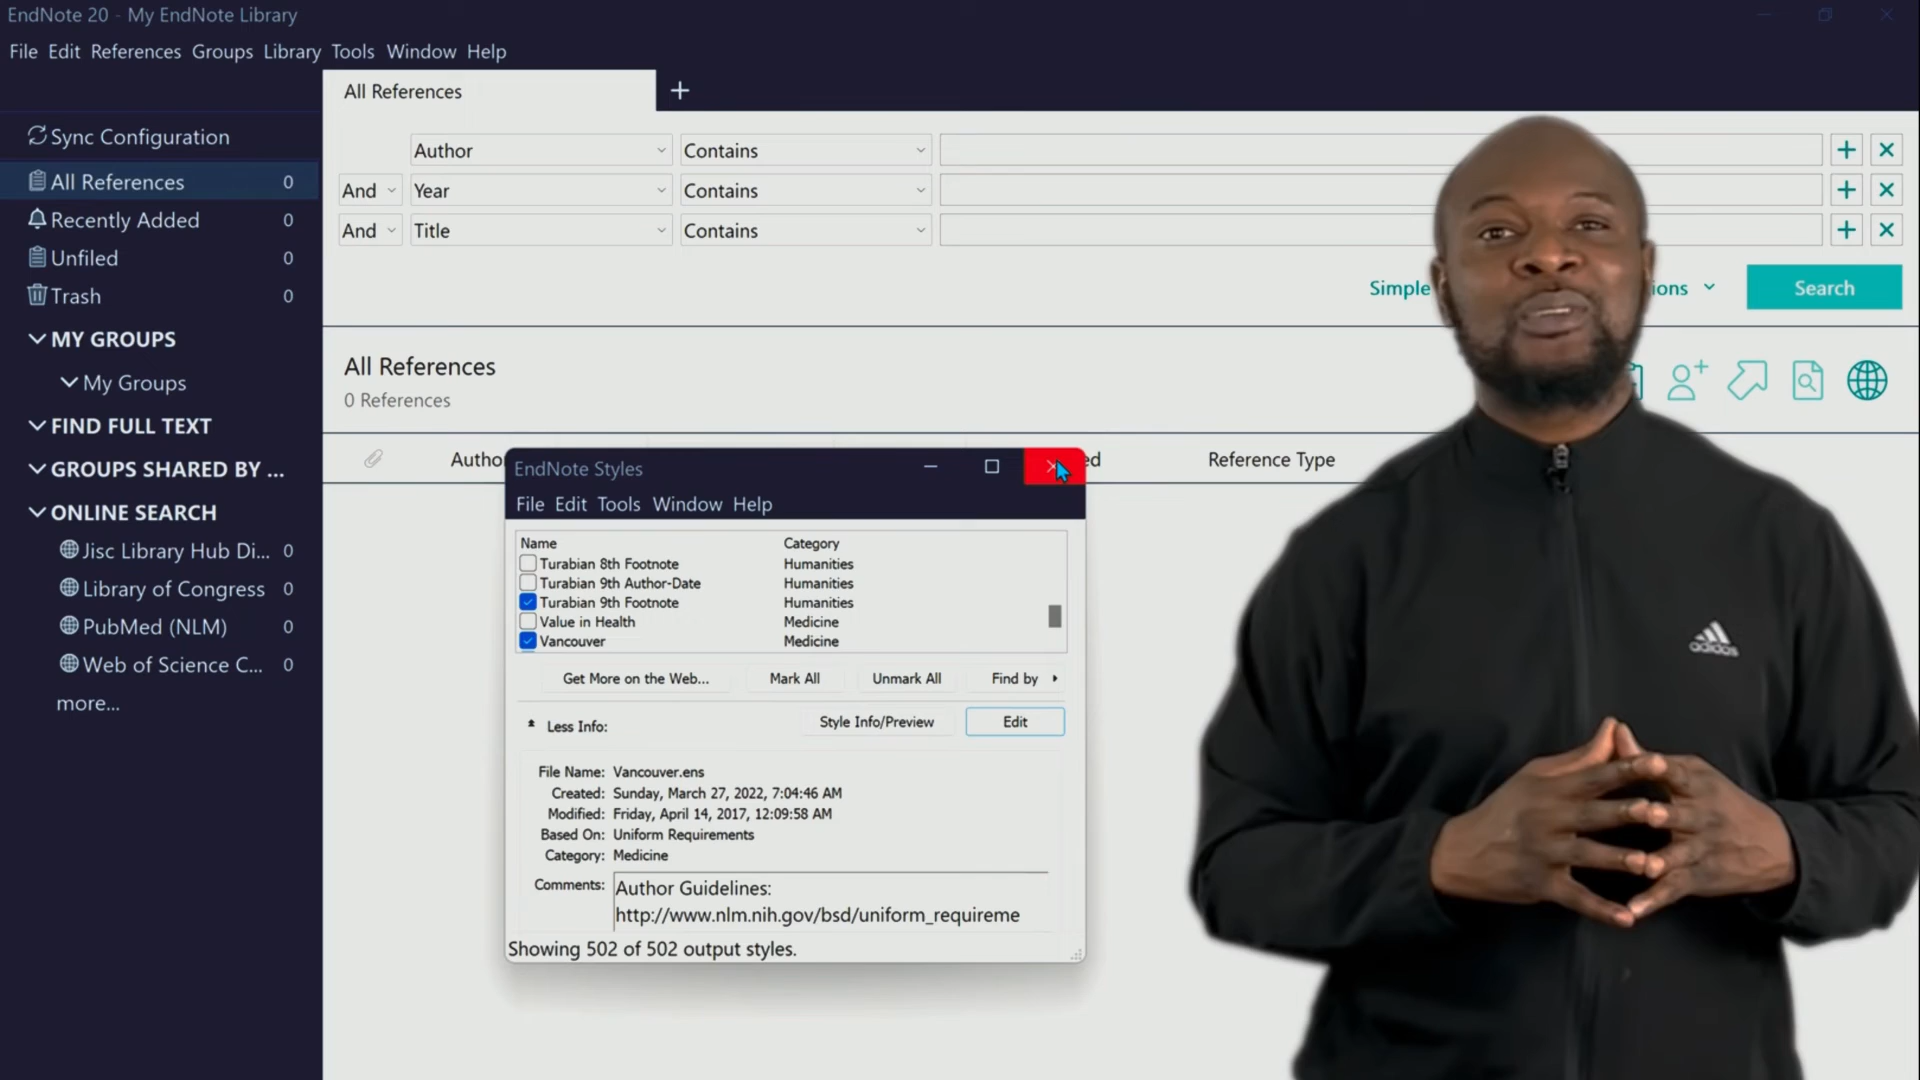 EndNote 20 - My EndNote Library
File Edit References Groups Library Tools Window Help
All References
Sync Configuration
All References 0
Recently Added 0
Unfiled 0
Trash 0
MY GROUPS
My Groups
FIND FULL TEXT
GROUPS SHARED BY ...
ONLINE SEARCH
Jisc Library Hub Di... 0
Library of Congress 0
PubMed (NLM) 0
Web of Science C... 0
more...
Author Contains
And Year Contains
And Title Contains
Simple
Search
All References
0 References
Reference Type
EndNote Styles
File Edit Tools Window Help
Name Category
Turabian 8th Footnote Humanities
Turabian 9th Author-Date Humanities
Turabian 9th Footnote Humanities
Value in Health Medicine
Vancouver Medicine
Get More on the Web... Mark All Unmark All Find by
Less Info: Style Info/Preview Edit
File Name: Vancouver.ens
Created: Sunday, March 27, 2022, 7:04:46 AM
Modified: Friday, April 14, 2017, 12:09:58 AM
Based On: Uniform Requirements
Category: Medicine
Comments: Author Guidelines:
http://www.nlm.nih.gov/bsd/uniform_requireme
Showing 502 of 502 output styles.
adidas